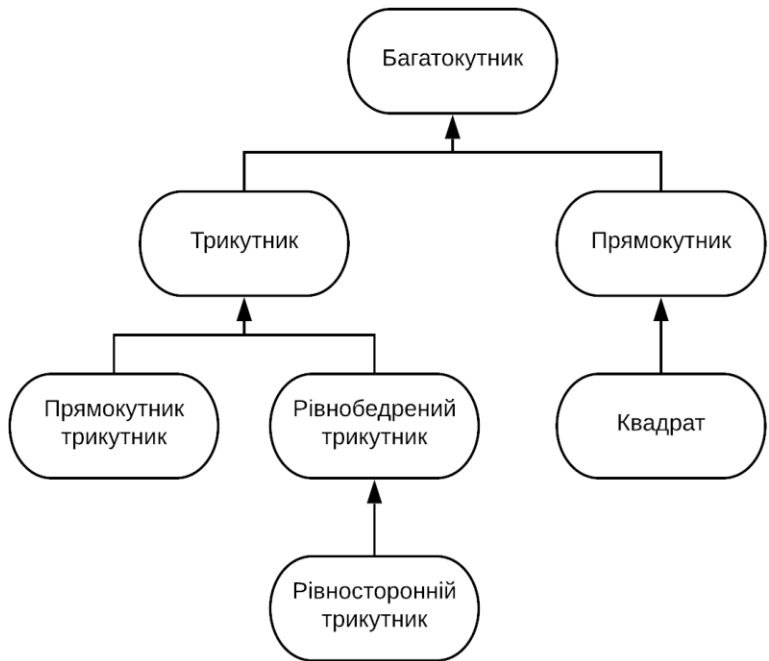 Багатокутник
Трикутник
Прямокутник
Прямокутник
трикутник
Рівнобедрений
трикутник
Квадрат
Рівносторонній
трикутник